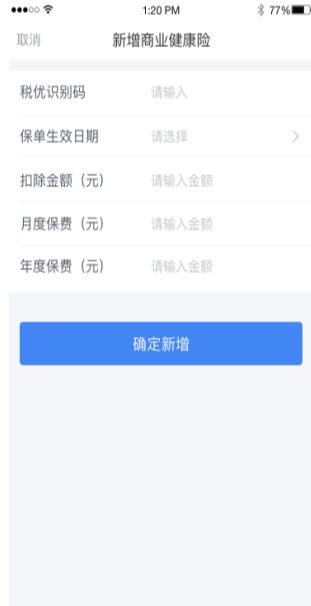 1:20 PM 77%
取消 新增商业健康险
税优识别码 请输入
保单生效日期 请选择
扣除金额（元） 请输入金额
月度保费（元） 请输入金额
年度保费（元） 请输入金额
确定新增